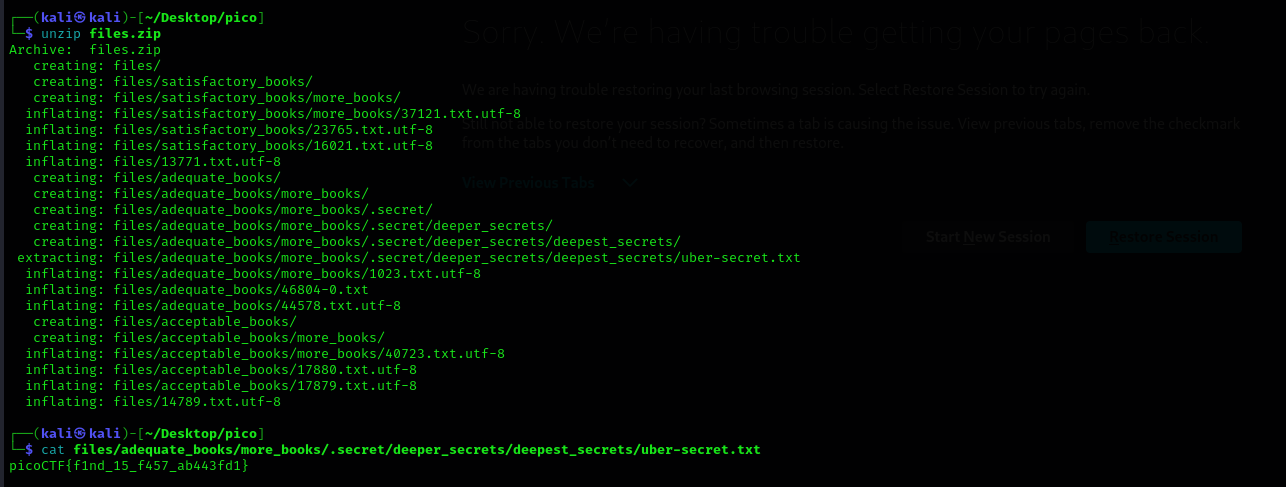 ┌──(kali㉿kali)-[~/Desktop/pico]
└─$ unzip files.zip
Archive:  files.zip
   creating: files/
   creating: files/satisfactory_books/
   creating: files/satisfactory_books/more_books/
  inflating: files/satisfactory_books/more_books/37121.txt.utf-8
  inflating: files/satisfactory_books/23765.txt.utf-8
  inflating: files/satisfactory_books/16021.txt.utf-8
  inflating: files/13771.txt.utf-8
   creating: files/adequate_books/
   creating: files/adequate_books/more_books/
   creating: files/adequate_books/more_books/.secret/
   creating: files/adequate_books/more_books/.secret/deeper_secrets/
   creating: files/adequate_books/more_books/.secret/deeper_secrets/deepest_secrets/
 extracting: files/adequate_books/more_books/.secret/deeper_secrets/deepest_secrets/uber-secret.txt
  inflating: files/adequate_books/more_books/1023.txt.utf-8
  inflating: files/adequate_books/46804-0.txt
  inflating: files/adequate_books/44578.txt.utf-8
   creating: files/acceptable_books/
   creating: files/acceptable_books/more_books/
  inflating: files/acceptable_books/more_books/40723.txt.utf-8
  inflating: files/acceptable_books/17880.txt.utf-8
  inflating: files/acceptable_books/17879.txt.utf-8
  inflating: files/14789.txt.utf-8
┌──(kali㉿kali)-[~/Desktop/pico]
└─$ cat files/adequate_books/more_books/.secret/deeper_secrets/deepest_secrets/uber-secret.txt
picoCTF{f1nd_15_f457_ab443fd1}
Sorry. We're having trouble getting your pages back.
We are having trouble restoring your last browsing session. Select Restore Session to try again.
Still not able to restore your session? Sometimes a tab is causing the issue. View previous tabs, remove the checkmark
from the tabs you don't need to recover, and then restore.
View Previous Tabs
Start New Session
Restore Session